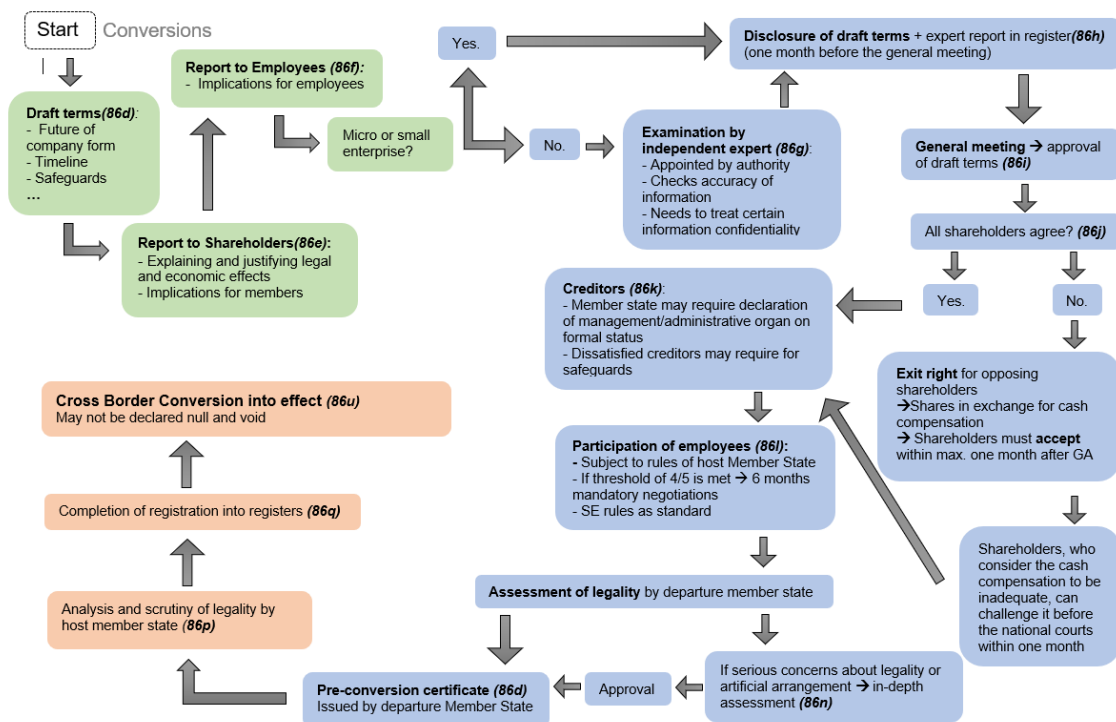 Start
Conversions
Draft terms(86d):
- Future of
company form
- Timeline
- Safeguards
...
Report to Shareholders(86e):
- Explaining and justifying legal
and economic effects
- Implications for members
Report to Employees (86f):
- Implications for employees
Micro or small
enterprise?
Yes.
No.
Examination by
independent expert (86g):
- Appointed by authority
- Checks accuracy of
information
- Needs to treat certain
information confidentiality
Disclosure of draft terms + expert report in register(86h)
(one month before the general meeting)
General meeting → approval
of draft terms (86i)
All shareholders agree? (86j)
Yes.
No.
Exit right for opposing
shareholders
→Shares in exchange for cash
compensation
→ Shareholders must accept
within max. one month after GA
Shareholders, who
consider the cash
compensation to be
inadequate, can
challenge it before
the national courts
within one month
Creditors (86k):
- Member state may require declaration
of management/administrative organ on
formal status
- Dissatisfied creditors may require for
safeguards
Participation of employees (86l):
- Subject to rules of host Member State
- If threshold of 4/5 is met → 6 months
mandatory negotiations
- SE rules as standard
Assessment of legality by departure member state
If serious concerns about legality or
artificial arrangement → in-depth
assessment (86n)
Approval
Pre-conversion certificate (86d)
Issued by departure Member State
Analysis and scrutiny of legality by
host member state (86p)
Completion of registration into registers (86q)
Cross Border Conversion into effect (86u)
May not be declared null and void